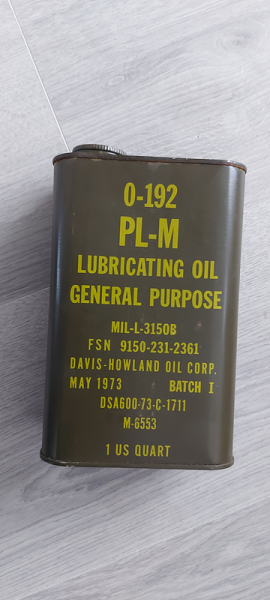 O-192
PL-M
LUBRICATING OIL
GENERAL PURPOSE
MIL-L-3150B
FSN 9150-231-2361
DAVIS-HOWLAND OIL CORP.
MAY 1973 BATCH I
DSA600-73-C-1711
M-6553
1 US QUART